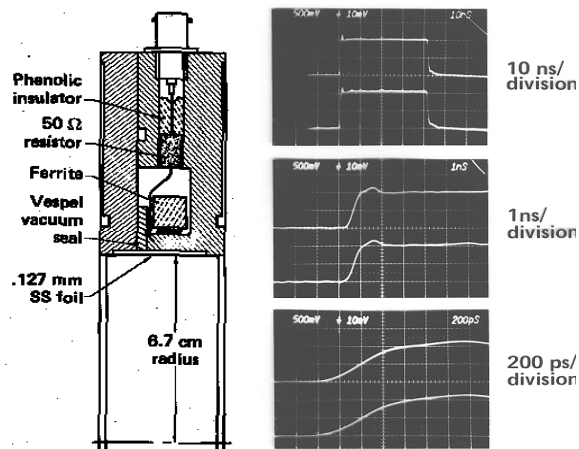 Phenolic
insulator
50 Ω
resistor
Ferrite
Vespel
vacuum
seal
.127 mm
SS foil
6.7 cm
radius
500mV
10mV
10nS
10 ns/
division
500mV
10mV
1nS
1ns/
division
500mV
10mV
200pS
200 ps/
division